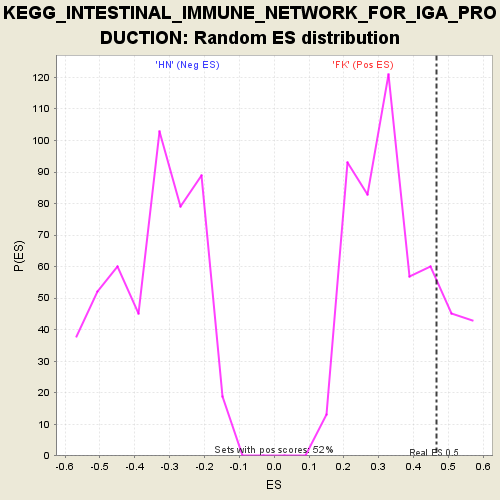 KEGG_INTESTINAL_IMMUNE_NETWORK_FOR_IGA_PRO
DUCTION: Random ES distribution
'HN' (Neg ES) 'FK' (Pos ES)
120
110
100
90
80
70
60
50
40
30
20
10
0
P(ES)
Sets with pos scores: 52%
Real ES 0.5
-0.6 -0.5 -0.4 -0.3 -0.2 -0.1 0.0 0.1 0.2 0.3 0.4 0.5 0.6
ES